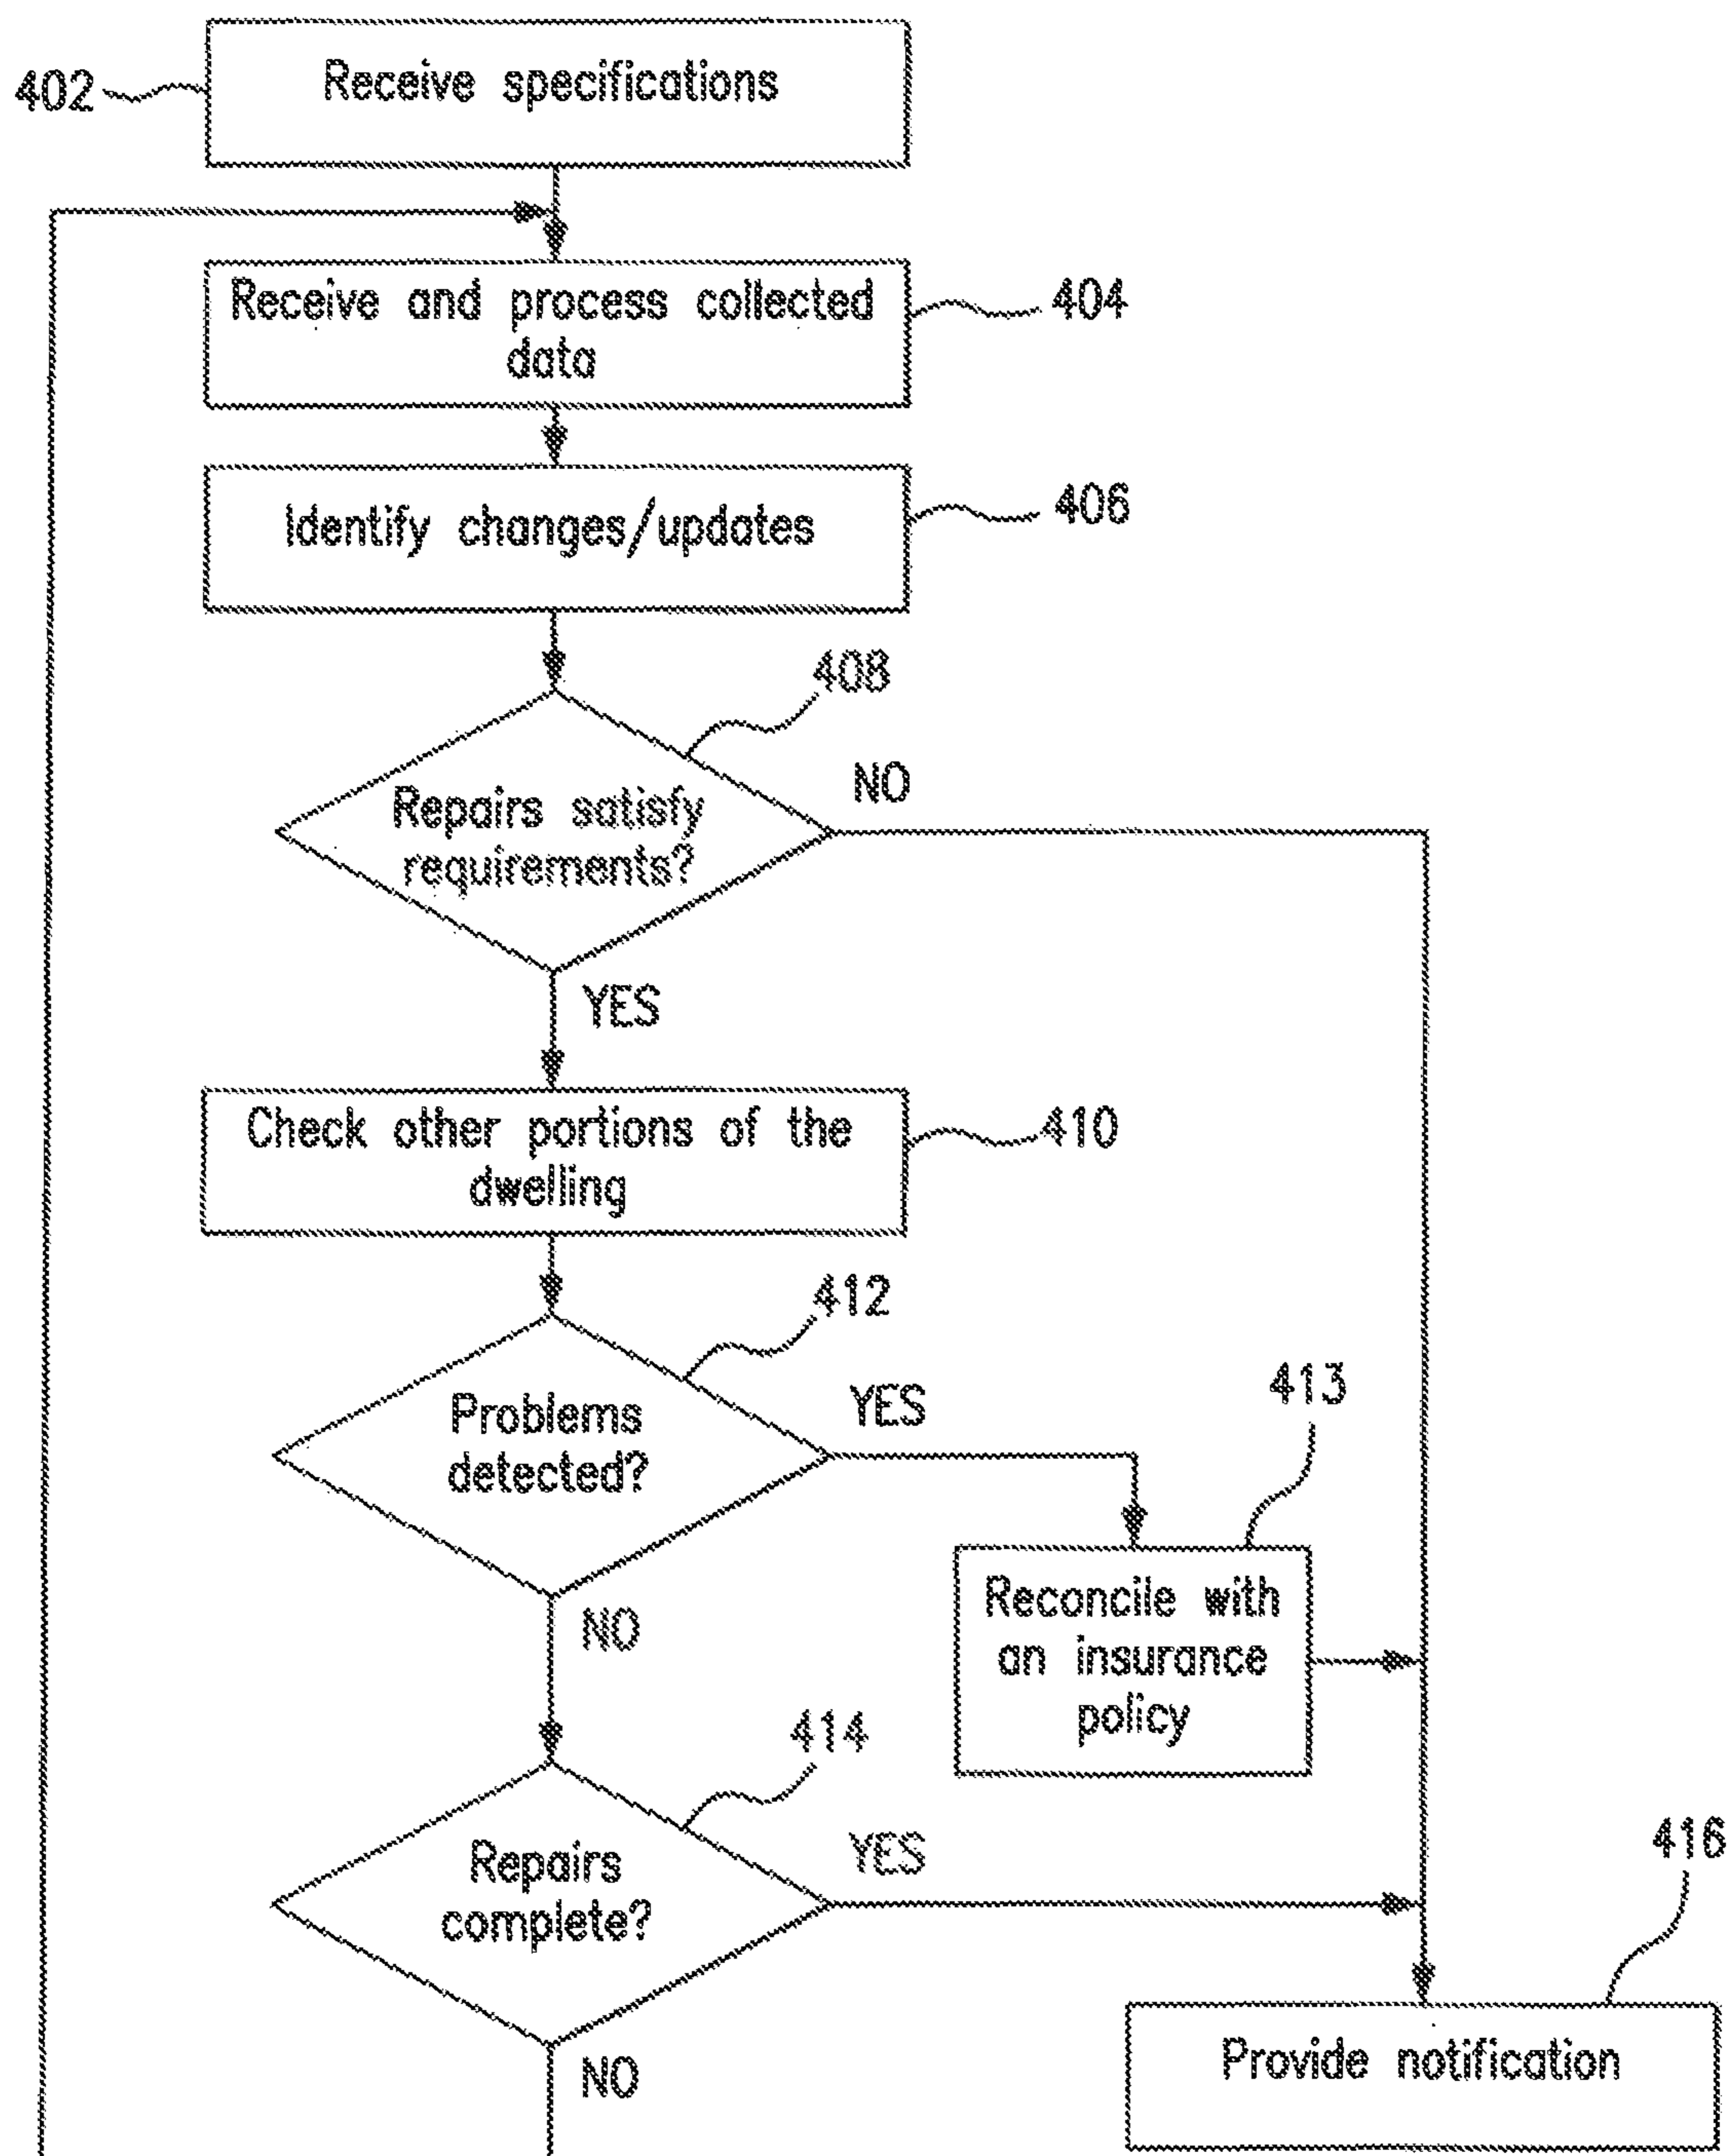 402
Receive specifications
Receive and process collected
data
404
Identify changes/updates
406
408
Repairs satisfy
requirements?
NO
YES
Check other portions of the
dwelling
410
412
Problems
detected?
YES
413
Reconcile with
an insurance
policy
NO
414
Repairs
complete?
YES
416
Provide notification
NO